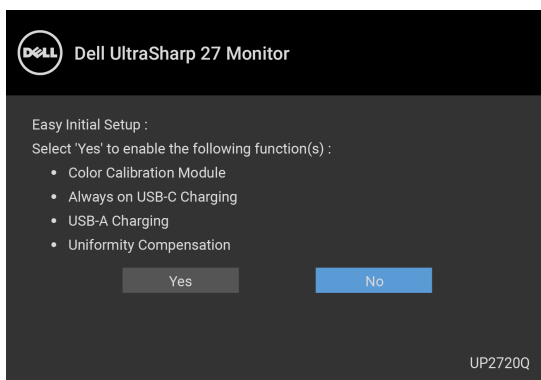 DELL Dell UltraSharp 27 Monitor
Easy Initial Setup :
Select 'Yes' to enable the following function(s) :
• Color Calibration Module
• Always on USB-C Charging
• USB-A Charging
• Uniformity Compensation
Yes No
UP2720Q